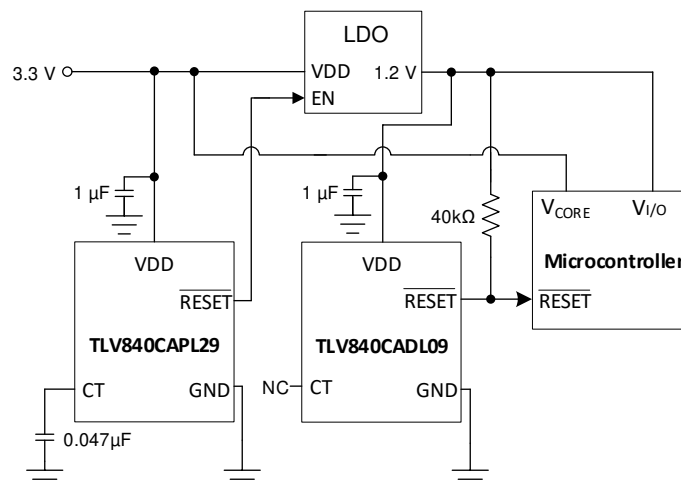 LDO
3.3 V
VDD
1.2 V
EN
1 µF
1 µF
40kΩ
VCORE
VI/O
Microcontroller
RESET
VDD
RESET
TLV840CAPL29
CT
GND
0.047µF
VDD
RESET
TLV840CADL09
NC
CT
GND